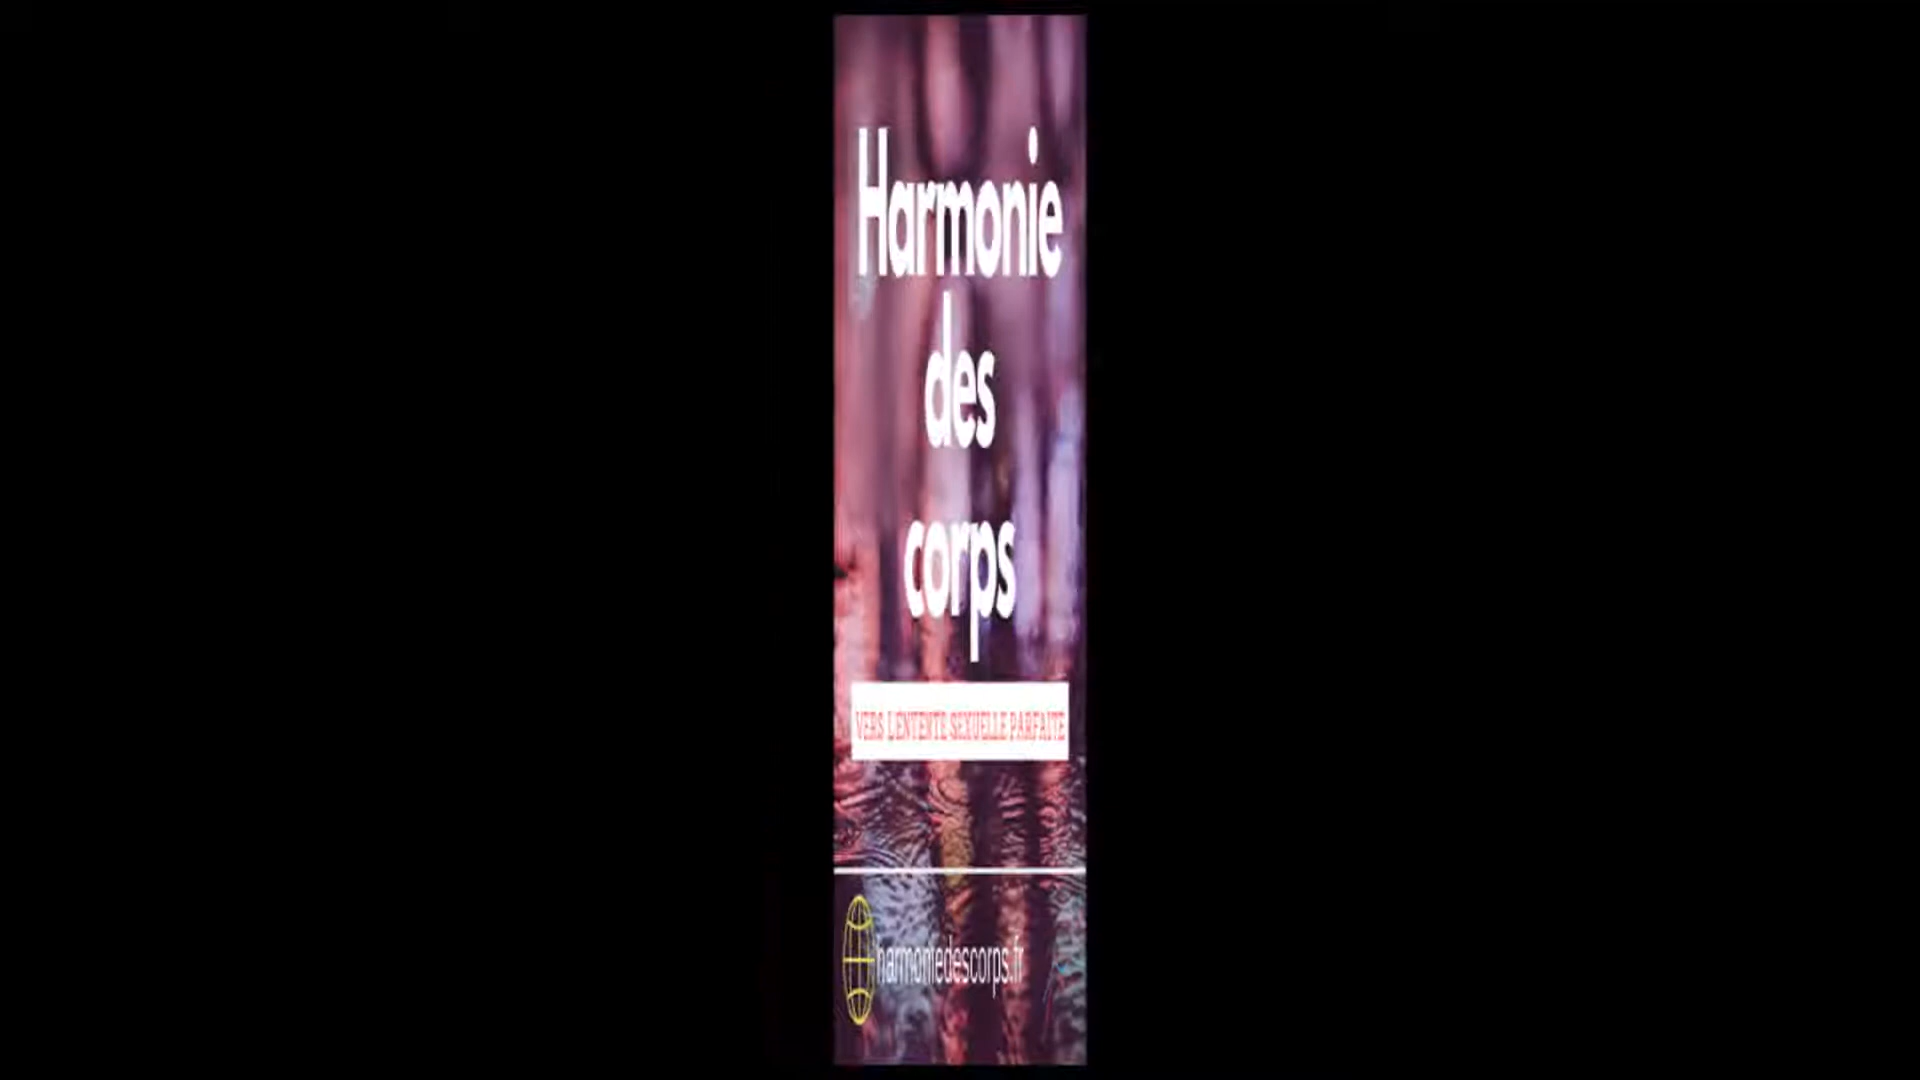 Harmonie
des
corps
VERS L'ENTENTE SEXUELLE PARFAITE
harmoniedescorps.fr